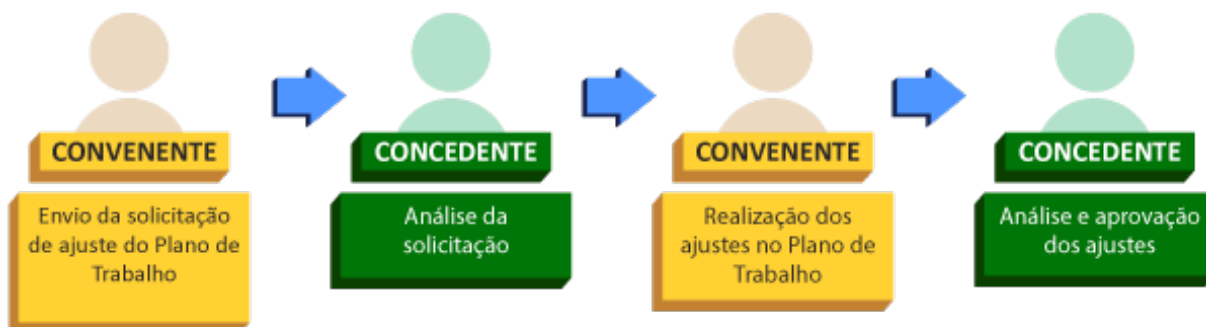 CONVENENTE
Envio da solicitação
de ajuste do Plano de
Trabalho
CONCEDENTE
Análise da
solicitação
CONVENENTE
Realização dos
ajustes no Plano de
Trabalho
CONCEDENTE
Análise e aprovação
dos ajustes